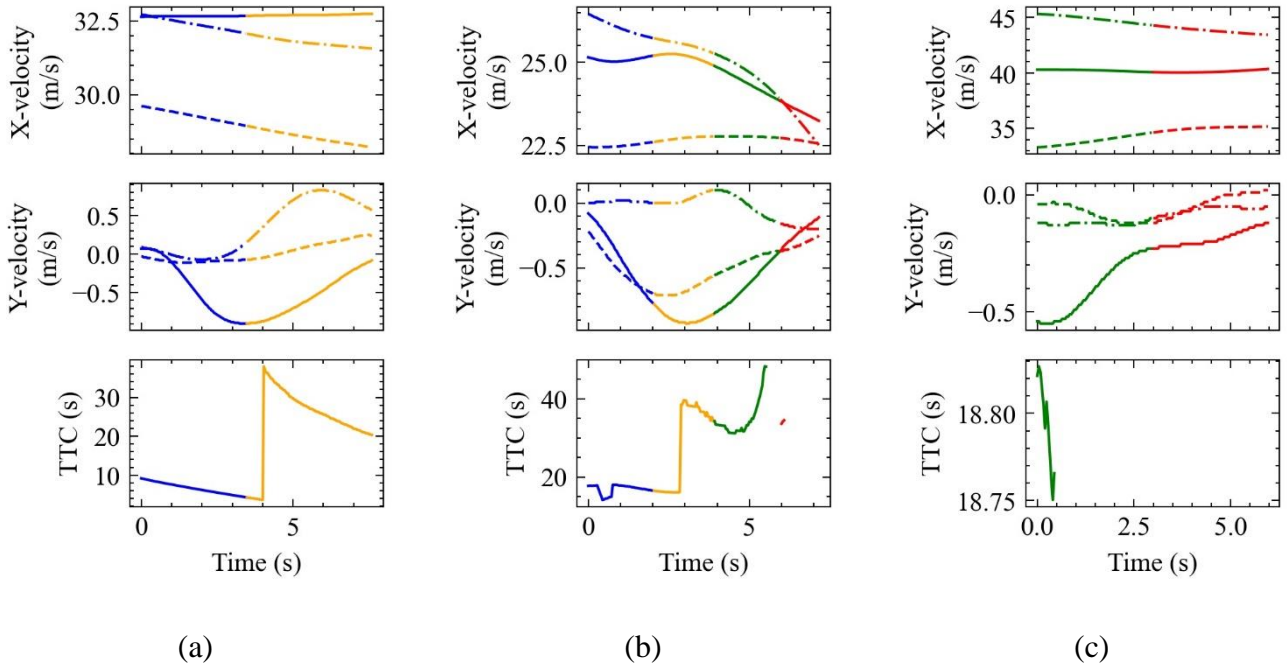 X-velocity
(m/s)
32.5
30.0
Y-velocity
(m/s)
0.5
0.0
−0.5
TTC (s)
30
20
10
0
5
Time (s)
(a)
X-velocity
(m/s)
25.0
22.5
Y-velocity
(m/s)
0.0
−0.5
TTC (s)
40
20
0
5
Time (s)
(b)
X-velocity
(m/s)
45
40
35
Y-velocity
(m/s)
0.0
−0.5
TTC (s)
18.80
18.75
0.0
2.5
5.0
Time (s)
(c)